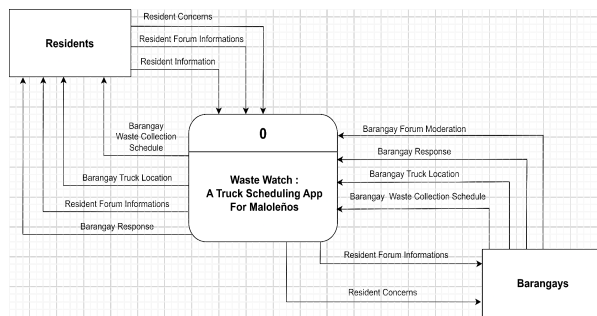 Resident Concerns
Residents
Resident Forum Informations
Resident Information
Barangay
Waste Collection
Schedule
0
Barangay Forum Moderation
Barangay Response
Barangay Truck Location
Waste Watch :
A Truck Scheduling App
For Maloleños
Barangay Truck Location
Barangay Waste Collection Schedule
Resident Forum Informations
Barangay Response
Resident Forum Informations
Barangays
Resident Concerns